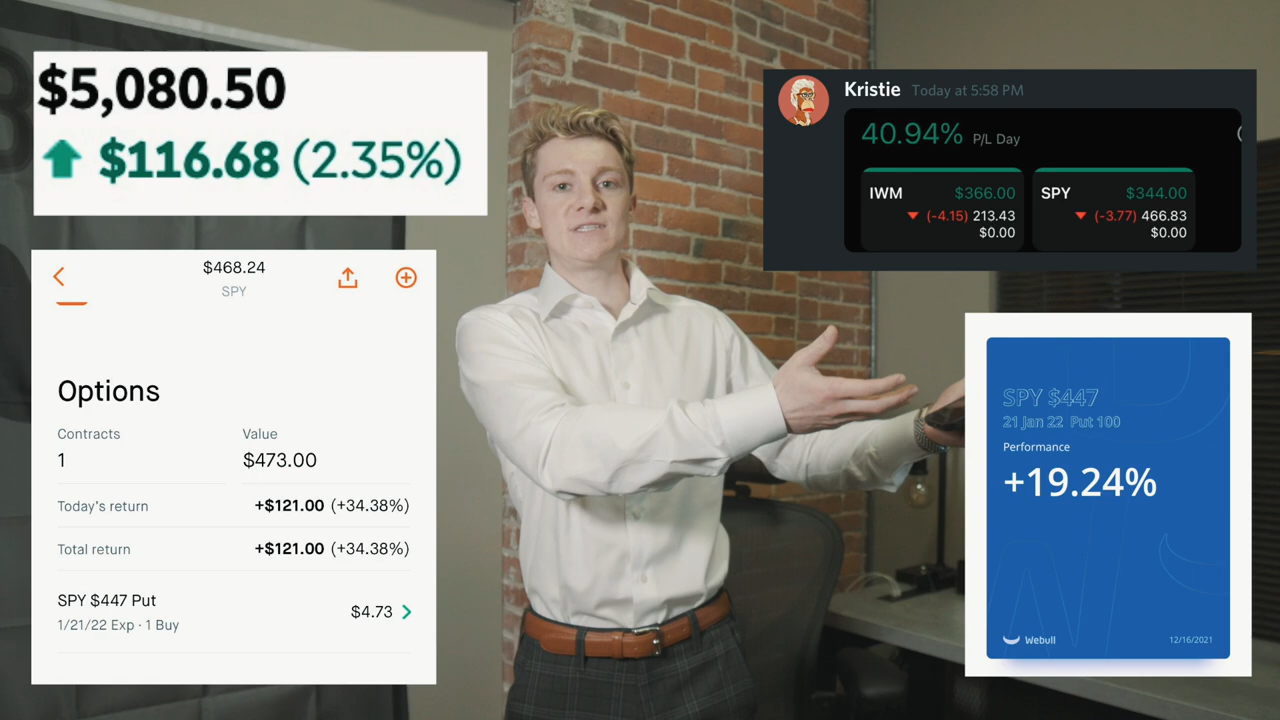 $5,080.50
$116.68 (2.35%)
$468.24
SPY
Options
Contracts Value
1 $473.00
Today's return +$121.00 (+34.38%)
Total return +$121.00 (+34.38%)
SPY $447 Put
$4.73
1/21/22 Exp · 1 Buy
Kristie Today at 5:58 PM
40.94% P/L Day
IWM $366.00
(-4.15) 213.43
$0.00
SPY $344.00
(-3.77) 466.83
$0.00
SPY $447
21 Jan 22 Put 100
Performance
+19.24%
Webull 12/16/2021